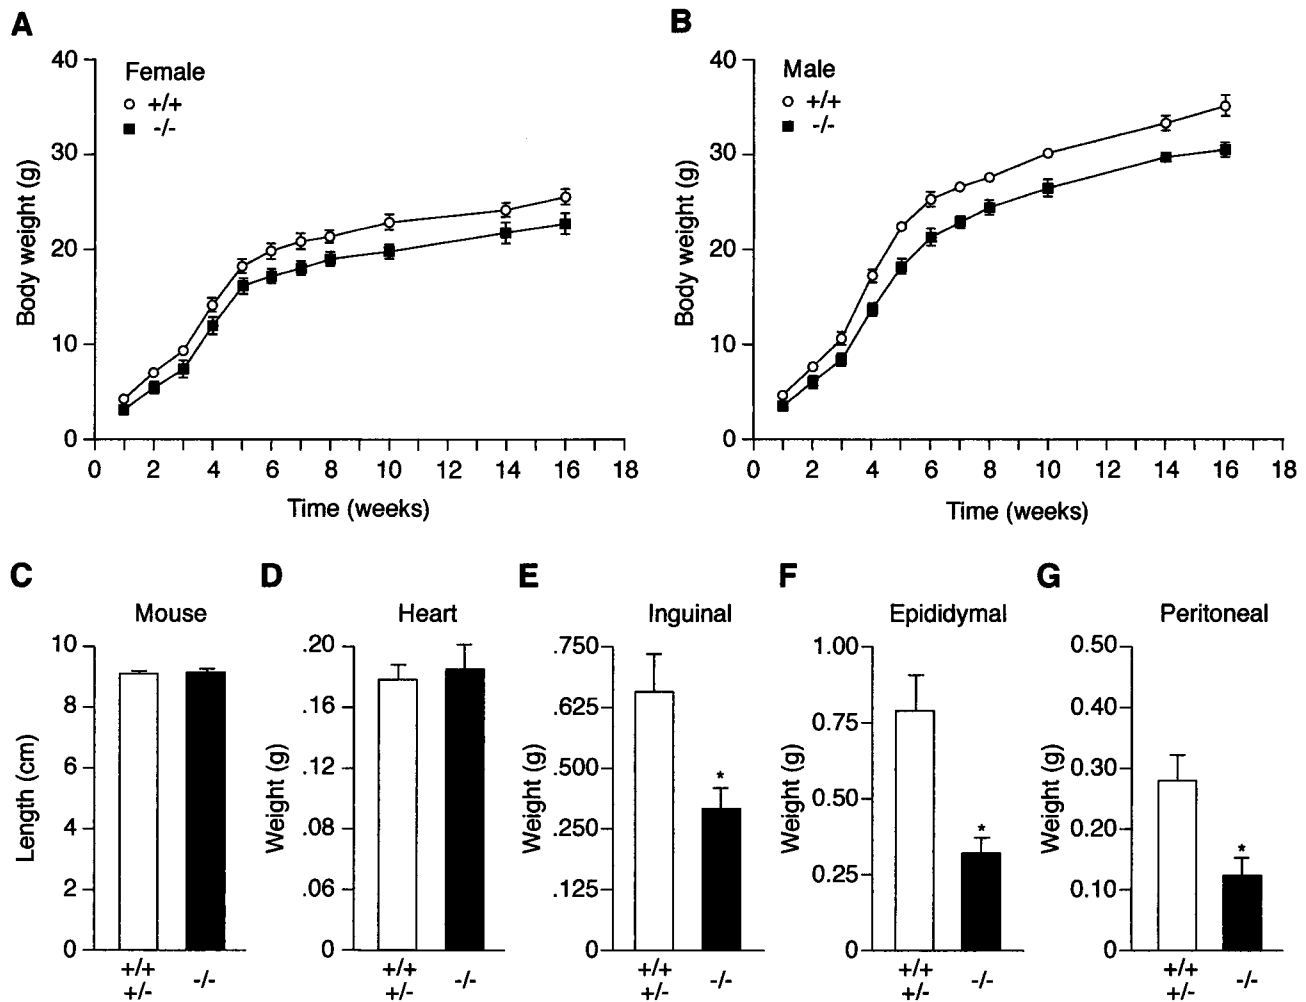 A
B
40
30
20
10
0
Body weight (g)
Female
+/+
-/-
0 2 4 6 8 10 12 14 16 18
Time (weeks)
40
30
20
10
0
Body weight (g)
Male
+/+
-/-
0 2 4 6 8 10 12 14 16 18
Time (weeks)
C
Mouse
10
8
6
4
2
0
Length (cm)
+/+ -/-
+/-
D
Heart
.20
.16
.12
.08
.06
0
Weight (g)
+/+ -/-
+/-
E
Inguinal
.750
.625
.500
.250
.125
0
Weight (g)
*
+/+ -/-
+/-
F
Epididymal
1.00
0.75
0.50
0.25
0
Weight (g)
*
+/+ -/-
+/-
G
Peritoneal
0.50
0.40
0.30
0.20
0.10
0
Weight (g)
*
+/+ -/-
+/-